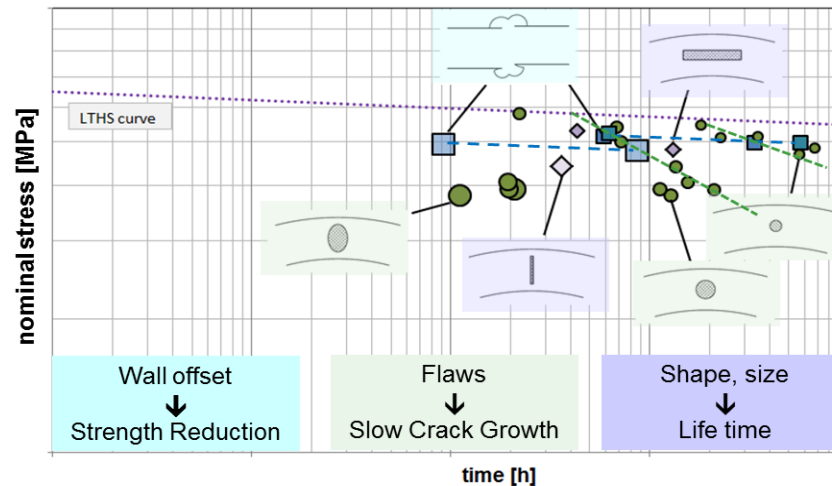 LTHS curve
nominal stress [MPa]
Wall offset
↓
Strength Reduction
Flaws
↓
Slow Crack Growth
Shape, size
↓
Life time
time [h]